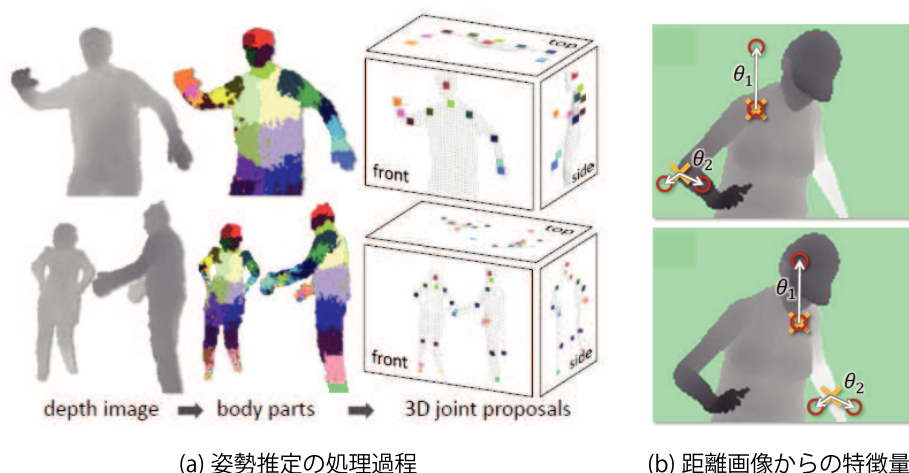 top
front
side
θ₁
θ₂
top
front
side
θ₁
θ₂
depth image
body parts
3D joint proposals
(a) 姿勢推定の処理過程
(b) 距離画像からの特徴量